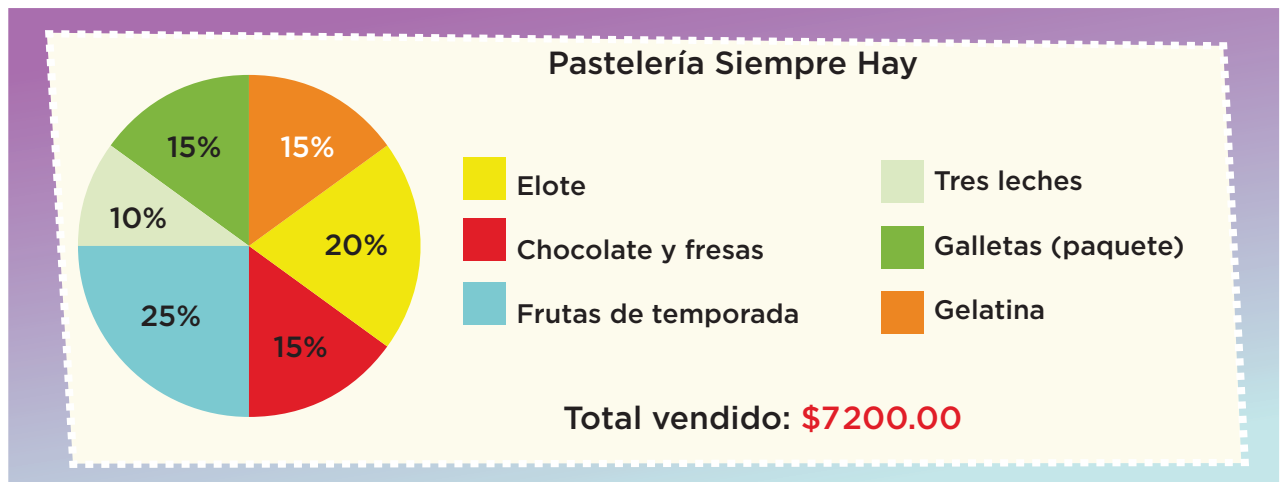 Pastelería Siempre Hay
15%
15%
10%
20%
25%
15%
Elote
Chocolate y fresas
Frutas de temporada
Tres leches
Galletas (paquete)
Gelatina
Total vendido: $7200.00